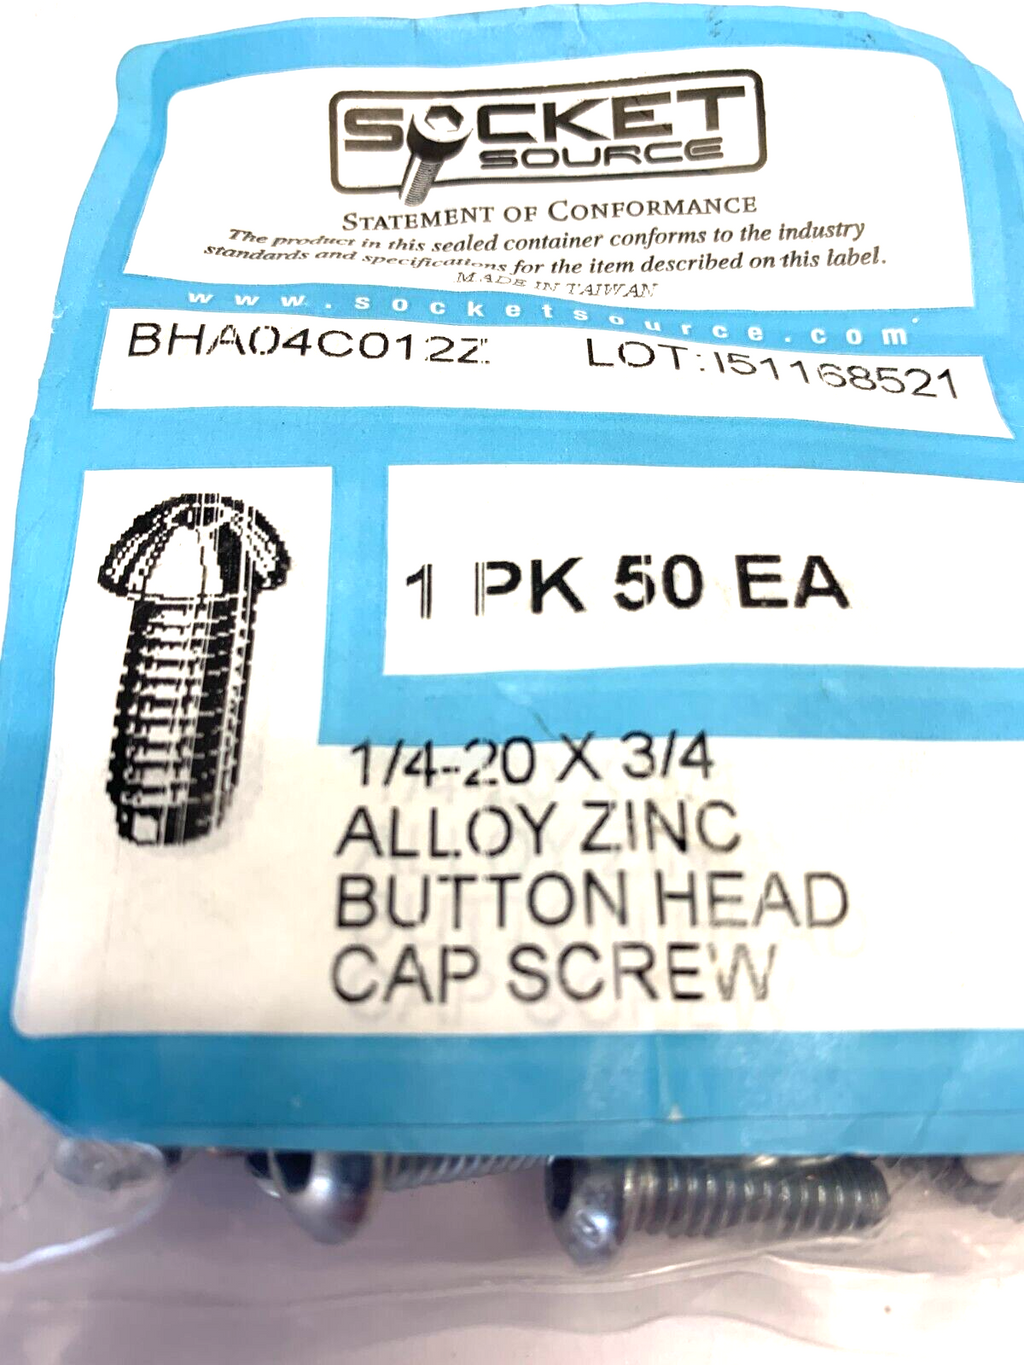 SOCKET
SOURCE
STATEMENT OF CONFORMANCE
The product in this sealed container conforms to the industry
standards and specifications for the item described on this label.
MADE IN TAIWAN
www.socketsource.com
BHA04C012Z LOT:I51168521
1 PK 50 EA
1/4-20 X 3/4
ALLOY ZINC
BUTTON HEAD
CAP SCREW